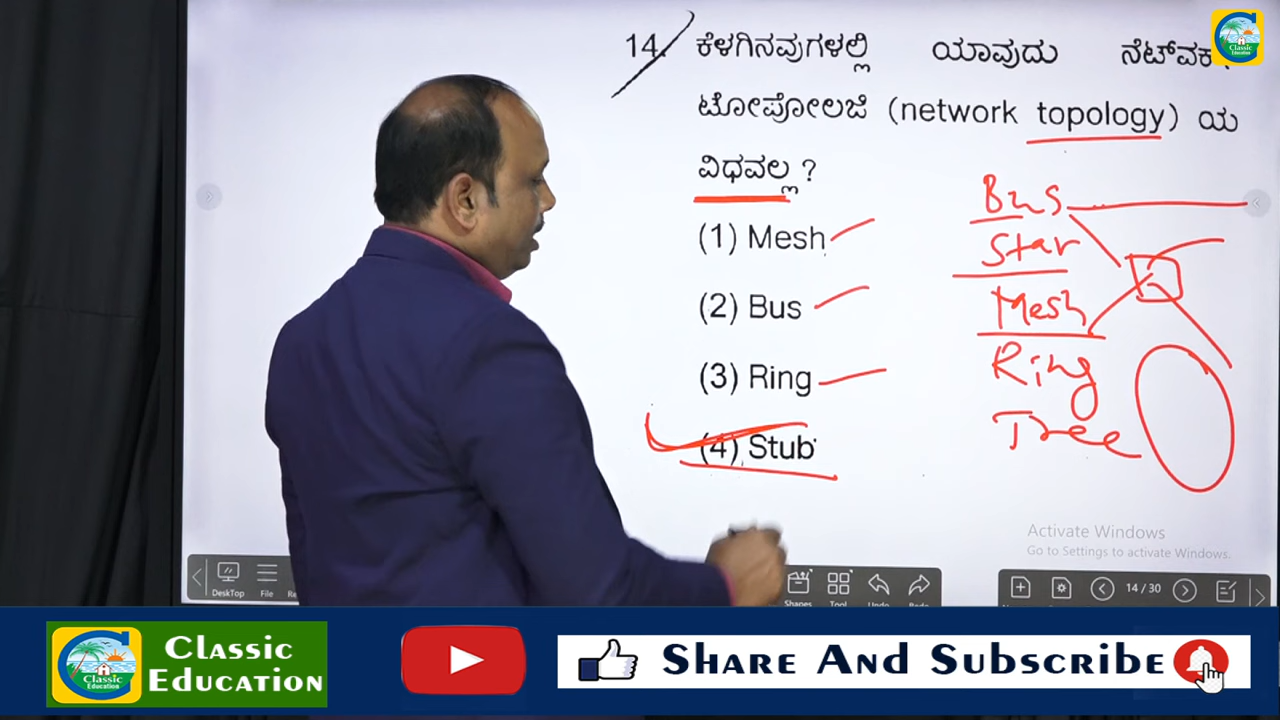 14. ಕೆಳಗಿನವುಗಳಲ್ಲಿ ಯಾವುದು
ಟೋಪೋಲಜಿ (network topology) ಯ
ವಿಧವಲ್ಲ ?
(1) Mesh
(2) Bus
(3) Ring
(4) Stub
Bus
Star
Mesh
Ring
Tree
Classic
Education
Activate Windows
Go to Settings to activate Windows.
DeskTop
File
Shapes
Tool
Undo
Redo
14 / 30
Classic
Education
Classic
Education
Share And Subscribe